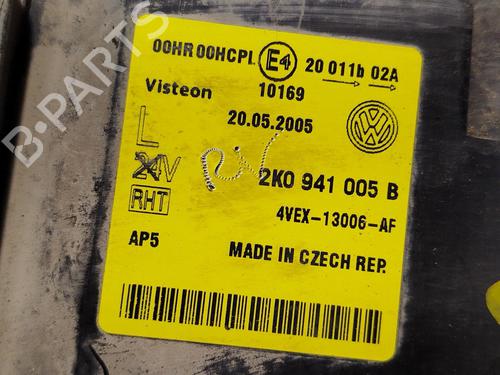 00HR 00HCPL E4 20 011b 02A
10169
Visteon
20.05.2005
VW
L
24V
2K0 941 005 B
RHT
4VEX-13006-AF
AP5
MADE IN CZECH REP.
B-PARTS